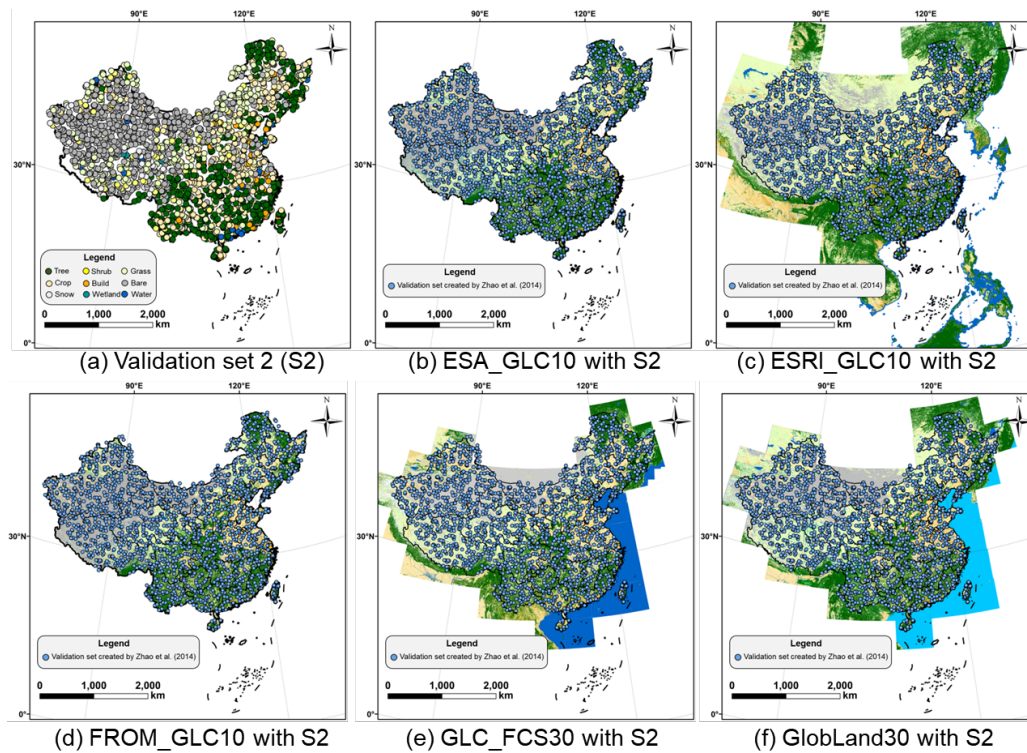 90°E 120°E
N
30°N
Legend
Tree Shrub Grass
Crop Build Bare
Snow Wetland Water
0 1,000 2,000
km
0°
(a) Validation set 2 (S2)
90°E 120°E
N
30°N
Legend
Validation set created by Zhao et al. (2014)
0 1,000 2,000
km
0°
(b) ESA_GLC10 with S2
90°E 120°E
N
30°N
Legend
Validation set created by Zhao et al. (2014)
0 1,000 2,000
km
0°
(c) ESRI_GLC10 with S2
90°E 120°E
N
30°N
Legend
Validation set created by Zhao et al. (2014)
0 1,000 2,000
km
0°
(d) FROM_GLC10 with S2
90°E 120°E
N
30°N
Legend
Validation set created by Zhao et al. (2014)
0 1,000 2,000
km
0°
(e) GLC_FCS30 with S2
90°E 120°E
N
30°N
Legend
Validation set created by Zhao et al. (2014)
0 1,000 2,000
km
0°
(f) GlobLand30 with S2